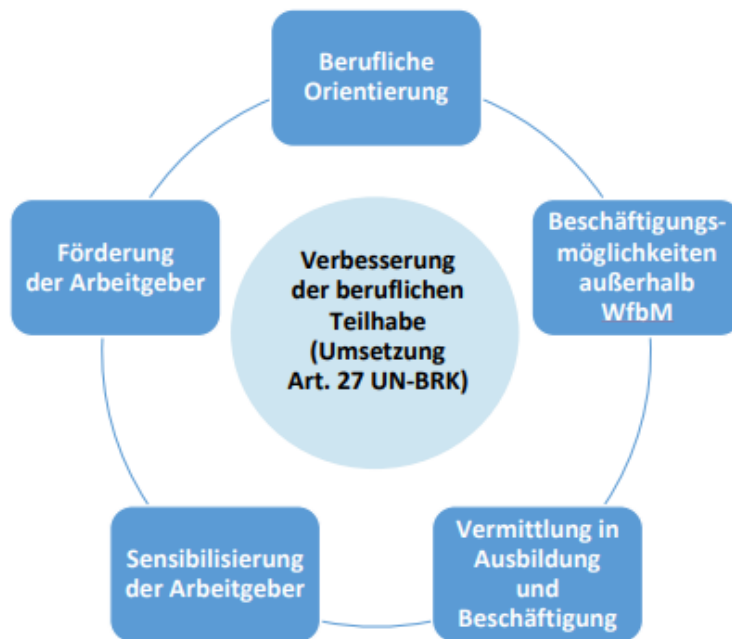 Berufliche
Orientierung
Beschäftigungs-
möglichkeiten
außerhalb
WfbM
Vermittlung in
Ausbildung
und
Beschäftigung
Sensibilisierung
der Arbeitgeber
Förderung
der Arbeitgeber
Verbesserung
der beruflichen
Teilhabe
(Umsetzung
Art. 27 UN-BRK)